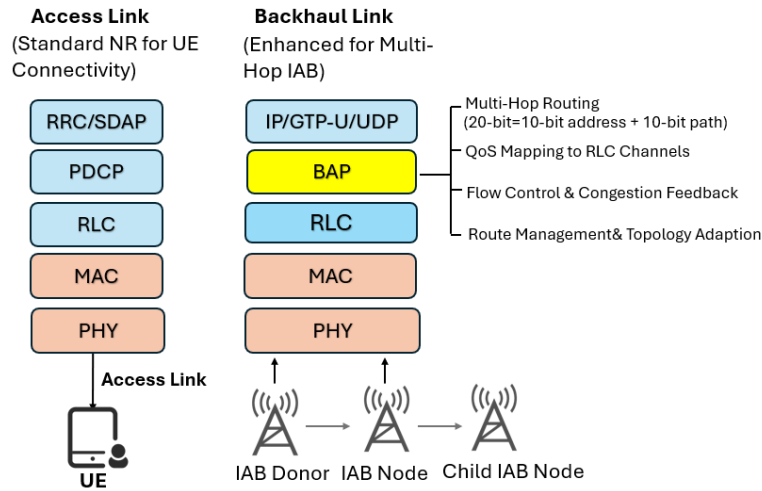 Access Link
(Standard NR for UE
Connectivity)
Backhaul Link
(Enhanced for Multi-
Hop IAB)
RRC/SDAP
PDCP
RLC
MAC
PHY
IP/GTP-U/UDP
BAP
RLC
MAC
PHY
Multi-Hop Routing
(20-bit=10-bit address + 10-bit path)
QoS Mapping to RLC Channels
Flow Control & Congestion Feedback
Route Management& Topology Adaption
Access Link
UE
IAB Donor
IAB Node
Child IAB Node